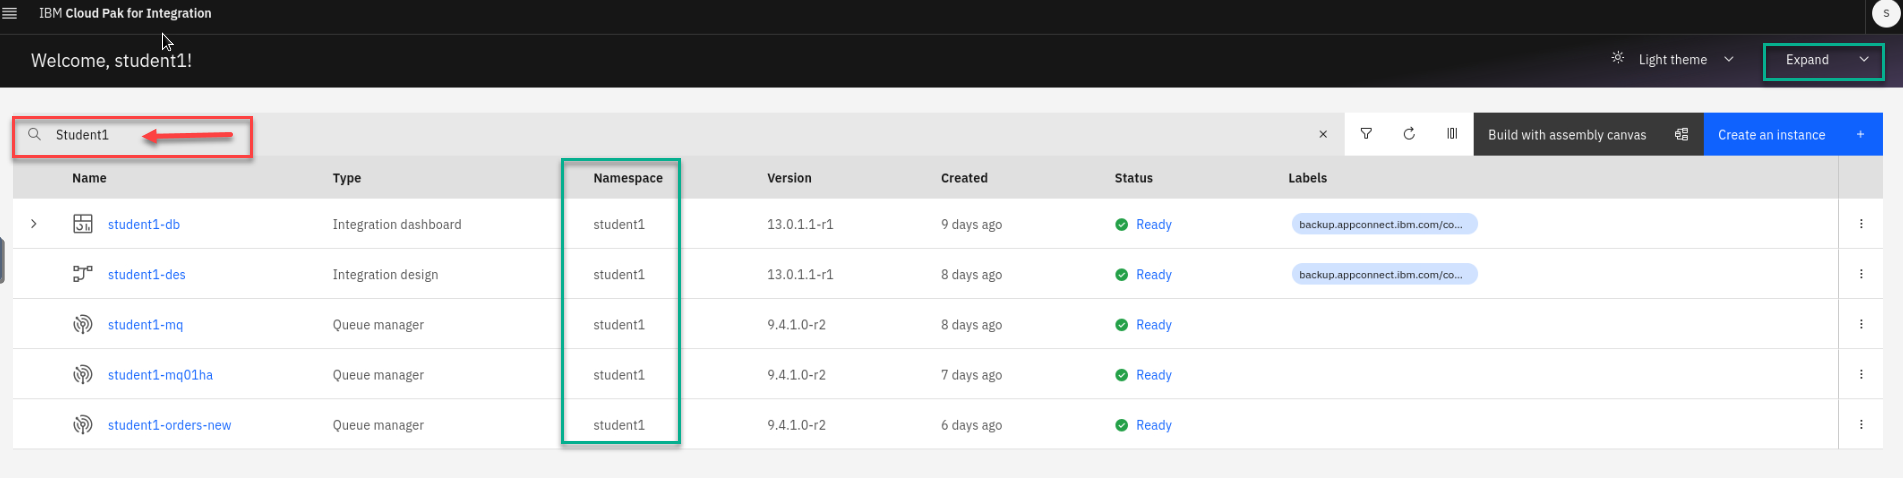 IBM Cloud Pak for Integration
S
Welcome, student1!
Light theme
Expand
Student1
Build with assembly canvas
Create an instance +
Name Type Namespace Version Created Status Labels
student1-db Integration dashboard student1 13.0.1.1-r1 9 days ago Ready backup.appconnect.ibm.com/co...
student1-des Integration design student1 13.0.1.1-r1 8 days ago Ready backup.appconnect.ibm.com/co...
student1-mq Queue manager student1 9.4.1.0-r2 8 days ago Ready
student1-mq01ha Queue manager student1 9.4.1.0-r2 7 days ago Ready
student1-orders-new Queue manager student1 9.4.1.0-r2 6 days ago Ready